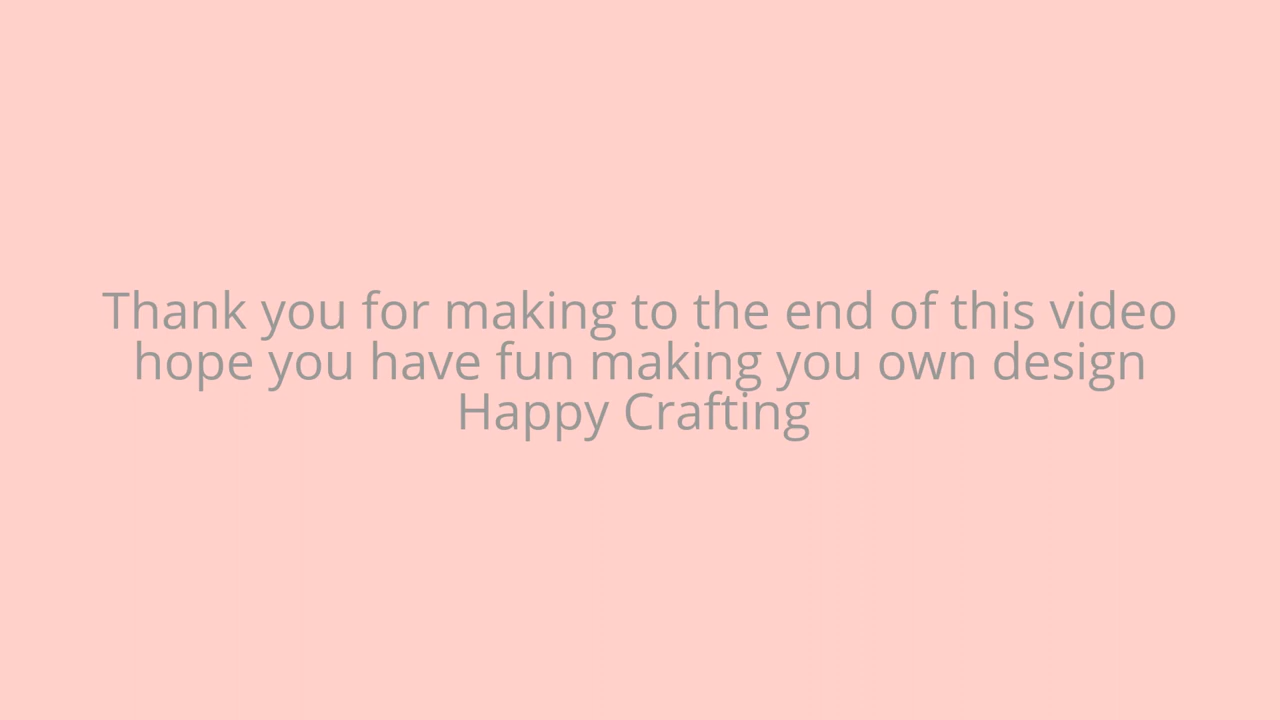 Thank you for making to the end of this video
hope you have fun making you own design
Happy Crafting